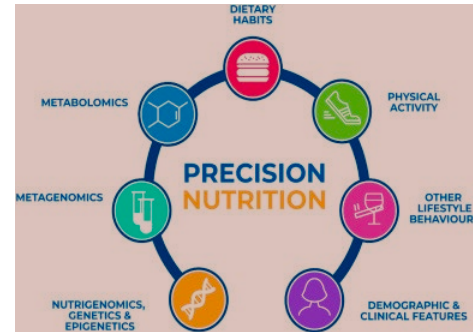 DIETARY
HABITS
METABOLOMICS
PHYSICAL
ACTIVITY
PRECISION
NUTRITION
METAGENOMICS
OTHER
LIFESTYLE
BEHAVIOUR
NUTRIGENOMICS,
GENETICS &
EPIGENETICS
DEMOGRAPHIC &
CLINICAL FEATURES